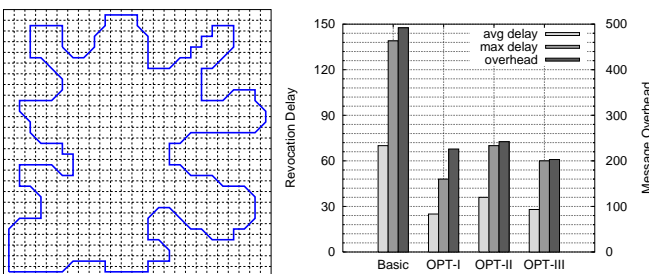 150
120
90
60
30
0
Revocation Delay
avg delay
max delay
overhead
500
400
300
200
100
0
Message Overhead
Basic OPT-I OPT-II OPT-III